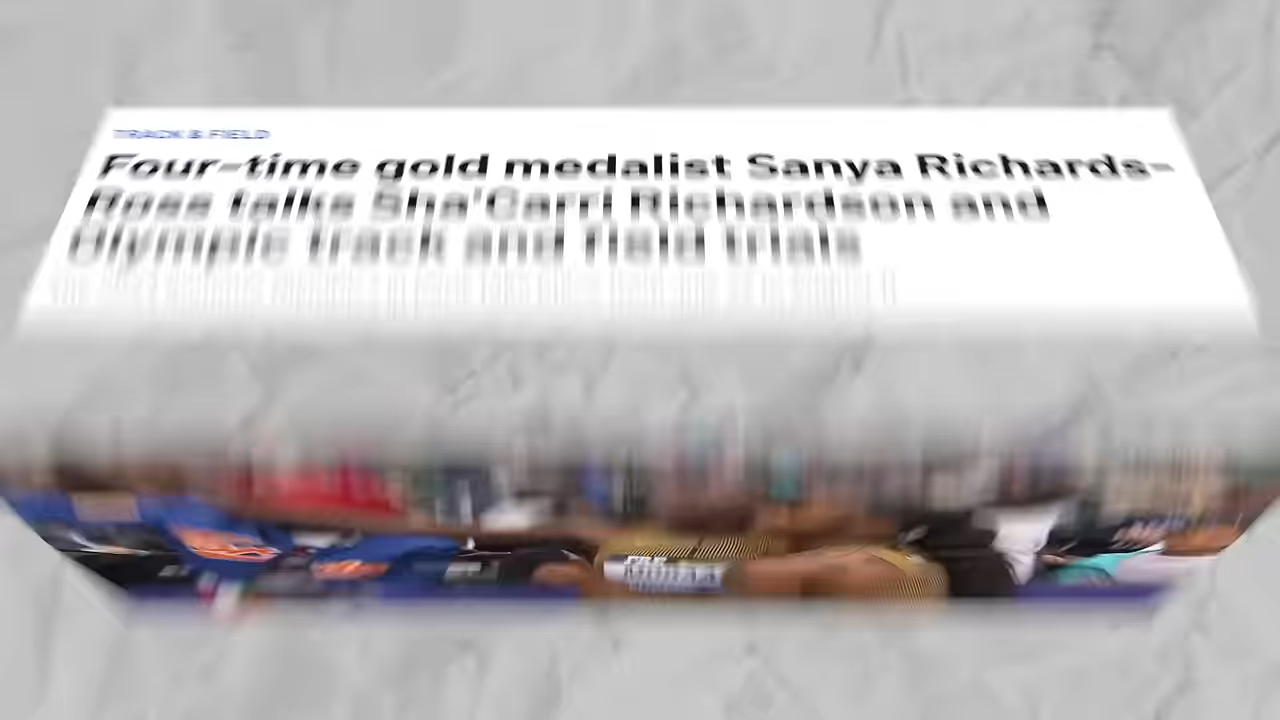 TRACK & FIELD
Four-time gold medalist Sanya Richards-
Ross talks Sha'Carri Richardson and
Olympic track and field trials